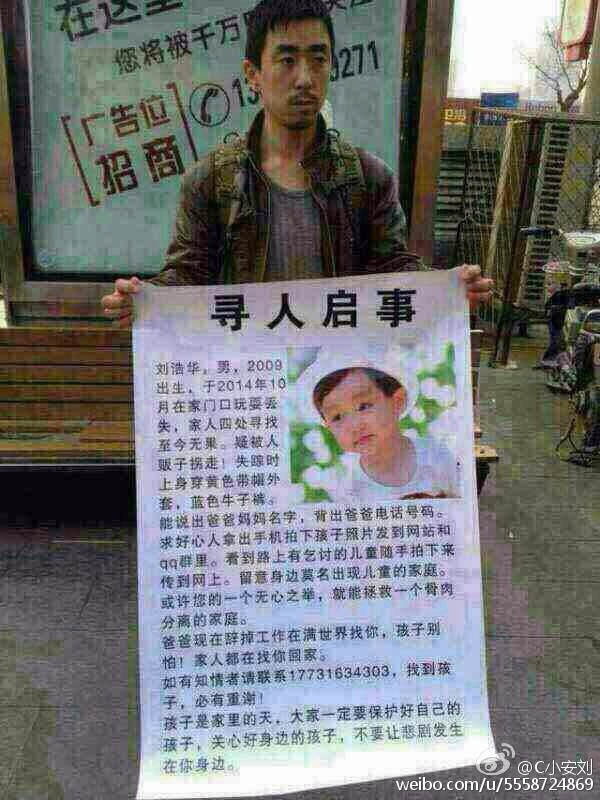 在这里
您将被千万
13
0271
广告位
招商
寻人启事
刘浩华，男，2009
出生，于2014年10
月在家门口玩耍丢
失，家人四处寻找
至今无果。疑被人
贩子拐走！失踪时
上身穿黄色带帽外
套，蓝色牛子裤。
能说出爸爸妈妈名字，背出爸爸电话号码。
求好心人拿出手机拍下孩子照片发到网站和
qq群里。看到路上有乞讨的儿童随手拍下来
传到网上。留意身边莫名出现儿童的家庭。
或许您的一个无心之举，就能拯救一个骨肉
分离的家庭。
爸爸现在辞掉工作在满世界找你，孩子别
怕！家人都在找你回家。
如有知情者请联系17731634303，找到孩
子，必有重谢！
孩子是家里的天，大家一定要保护好自己的
孩子，关心好身边的孩子，不要让悲剧发生
在你身边。
@C小安刘
weibo.com/u/5558724869